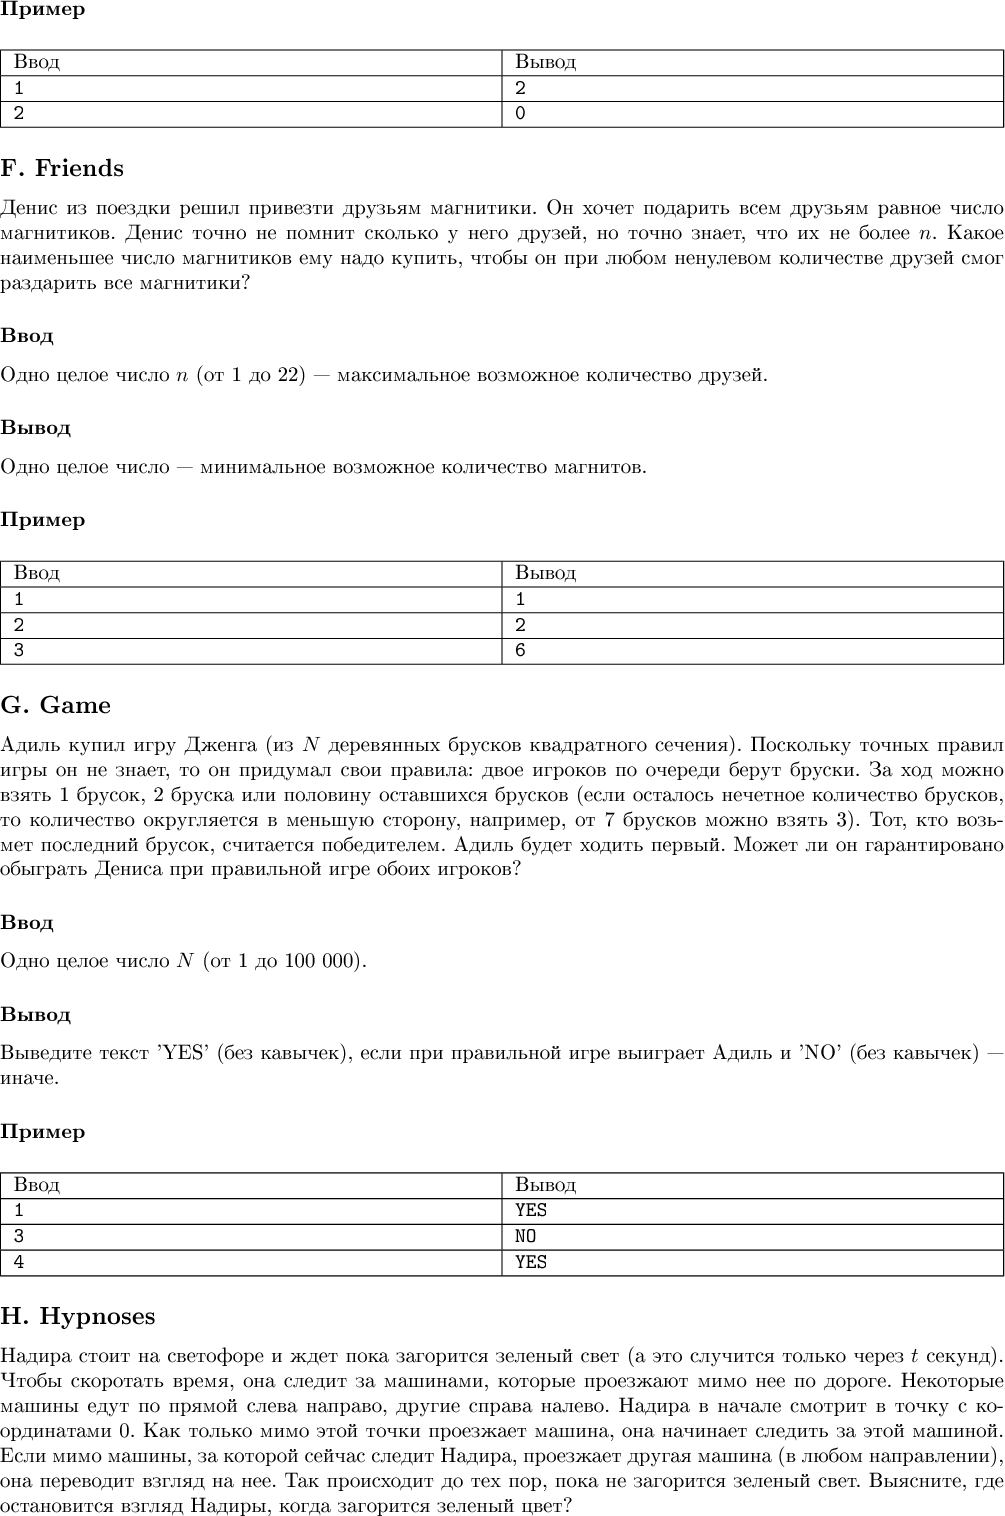 Пример
Ввод Вывод
1 2
2 0
F. Friends
Денис из поездки решил привезти друзьям магнитики. Он хочет подарить всем друзьям равное число
магнитиков. Денис точно не помнит сколько у него друзей, но точно знает, что их не более n. Какое
наименьшее число магнитиков ему надо купить, чтобы он при любом ненулевом количестве друзей смог
раздарить все магнитики?
Ввод
Одно целое число n (от 1 до 22) — максимальное возможное количество друзей.
Вывод
Одно целое число — минимальное возможное количество магнитов.
Пример
Ввод Вывод
1 1
2 2
3 6
G. Game
Адиль купил игру Дженга (из N деревянных брусков квадратного сечения). Поскольку точных правил
игры он не знает, то он придумал свои правила: двое игроков по очереди берут бруски. За ход можно
взять 1 брусок, 2 бруска или половину оставшихся брусков (если осталось нечетное количество брусков,
то количество округляется в меньшую сторону, например, от 7 брусков можно взять 3). Тот, кто возь-
мет последний брусок, считается победителем. Адиль будет ходить первый. Может ли он гарантировано
обыграть Дениса при правильной игре обоих игроков?
Ввод
Одно целое число N (от 1 до 100 000).
Вывод
Выведите текст ’YES’ (без кавычек), если при правильной игре выиграет Адиль и ’NO’ (без кавычек) —
иначе.
Пример
Ввод Вывод
1 YES
3 NO
4 YES
H. Hypnoses
Надира стоит на светофоре и ждет пока загорится зеленый свет (а это случится только через t секунд).
Чтобы скоротать время, она следит за машинами, которые проезжают мимо нее по дороге. Некоторые
машины едут по прямой слева направо, другие справа налево. Надира в начале смотрит в точку с ко-
ординатами 0. Как только мимо этой точки проезжает машина, она начинает следить за этой машиной.
Если мимо машины, за которой сейчас следит Надира, проезжает другая машина (в любом направлении),
она переводит взгляд на нее. Так происходит до тех пор, пока не загорится зеленый свет. Выясните, где
остановится взгляд Надиры, когда загорится зеленый цвет?